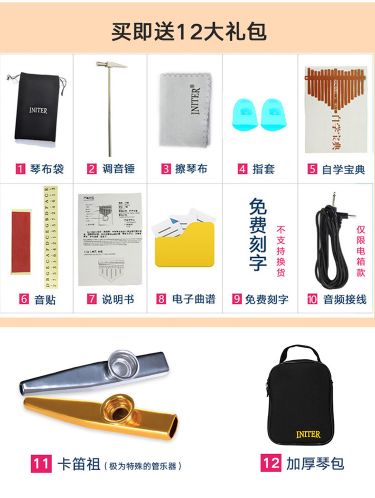 买即送12大礼包
INITER
INITER®
自学宝典
1 琴布袋
2 调音锤
3 擦琴布
4 指套
5 自学宝典
免费刻字
不支持换货
仅限电箱款
6 音贴
7 说明书
8 电子曲谱
9 免费刻字
10 音频接线
INITER
11 卡笛祖（极为特殊的管乐器）
12 加厚琴包